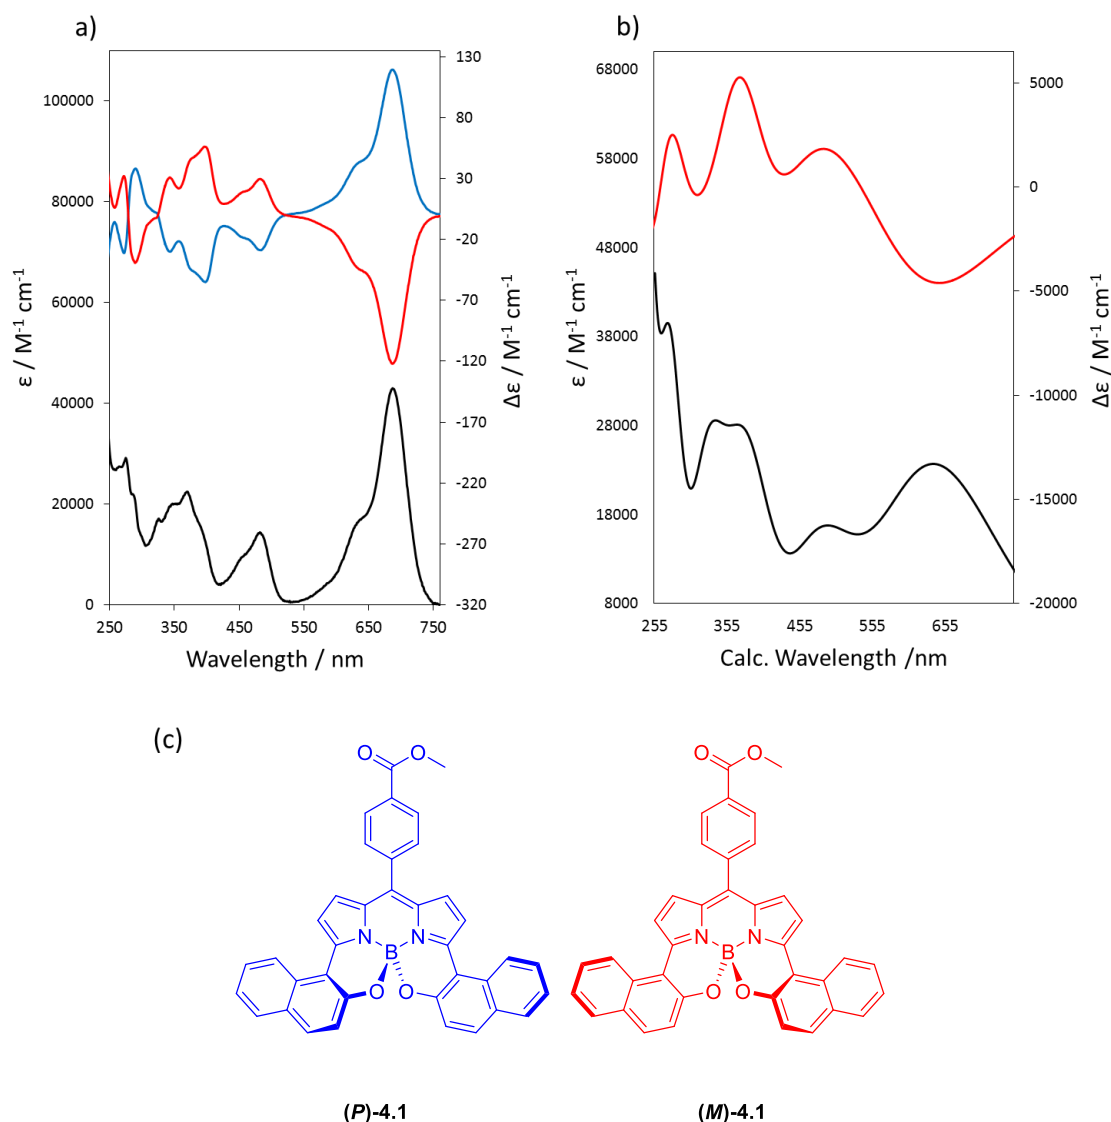 a)
b)
100000
80000
60000
40000
20000
0
ε / M-1 cm-1
130
80
30
-20
-70
-120
-170
-220
-270
-320
Δε / M-1 cm-1
250 350 450 550 650 750
Wavelength / nm
68000
58000
48000
38000
28000
18000
8000
ε / M-1 cm-1
5000
0
-5000
-10000
-15000
-20000
Δε / M-1 cm-1
255 355 455 555 655
Calc. Wavelength /nm
(c)
O O
N N
B
O O
O O
N N
B
O O
(P)-4.1
(M)-4.1